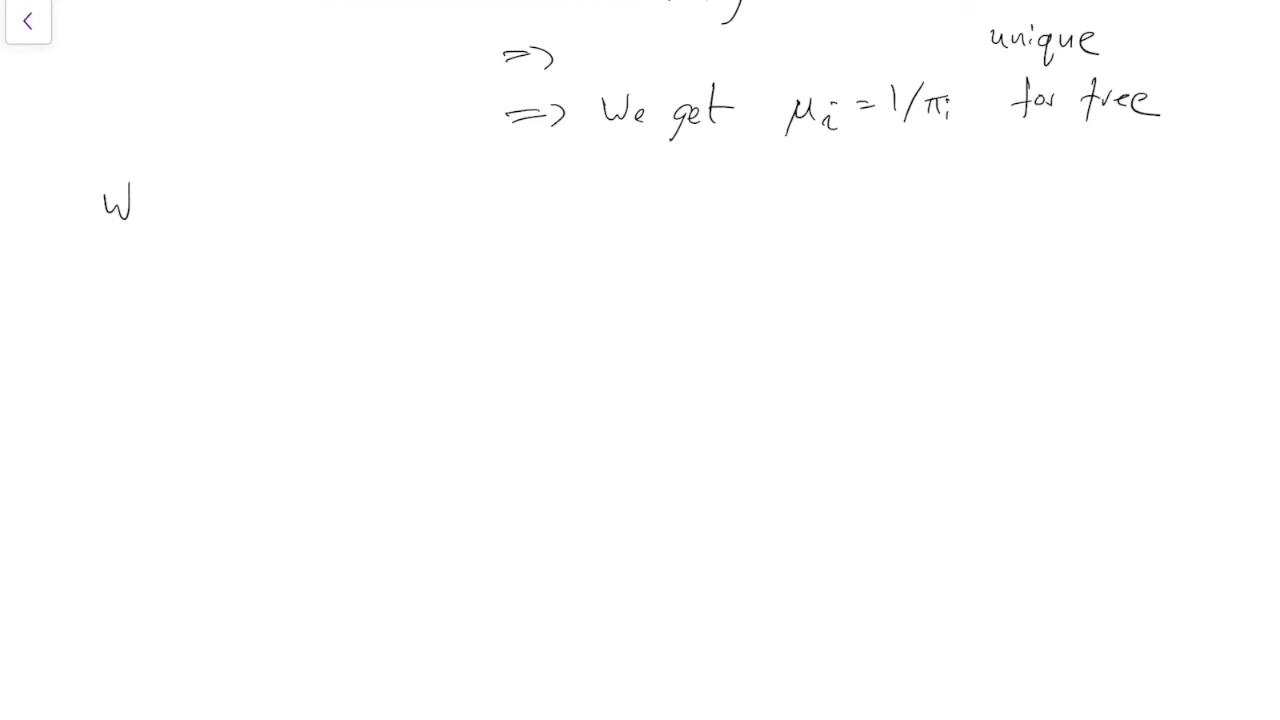 ⇒ unique
⇒ We get μi = 1/πi for free
W